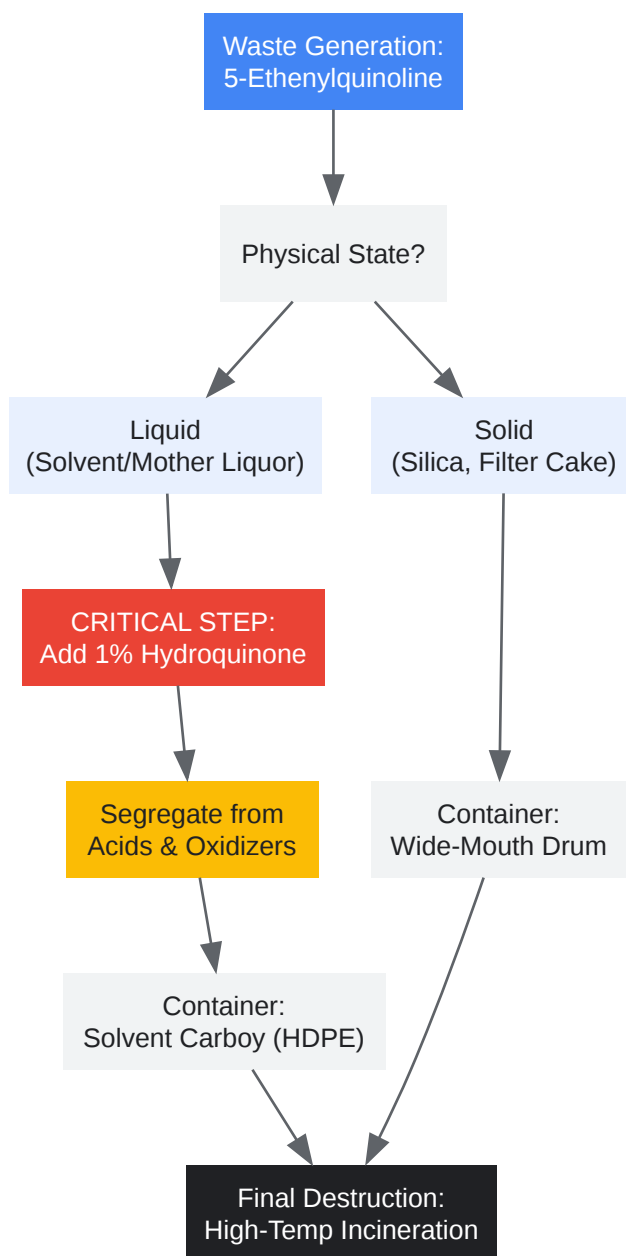 Waste Generation:
5-Ethenylquinoline
Physical State?
Liquid
(Solvent/Mother Liquor)
Solid
(Silica, Filter Cake)
CRITICAL STEP:
Add 1% Hydroquinone
Segregate from
Acids & Oxidizers
Container:
Wide-Mouth Drum
Container:
Solvent Carboy (HDPE)
Final Destruction:
High-Temp Incineration